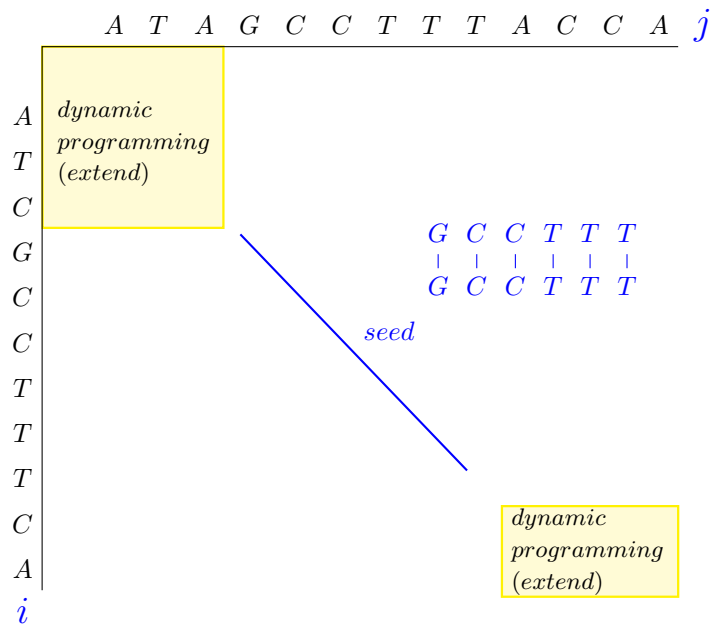 A T A G C C T T T A C C A j
dynamic
programming
(extend)
A
T
C
G
C
C
T
T
T
C
A
i
G C C T T T
| | | | | |
G C C T T T
seed
dynamic
programming
(extend)